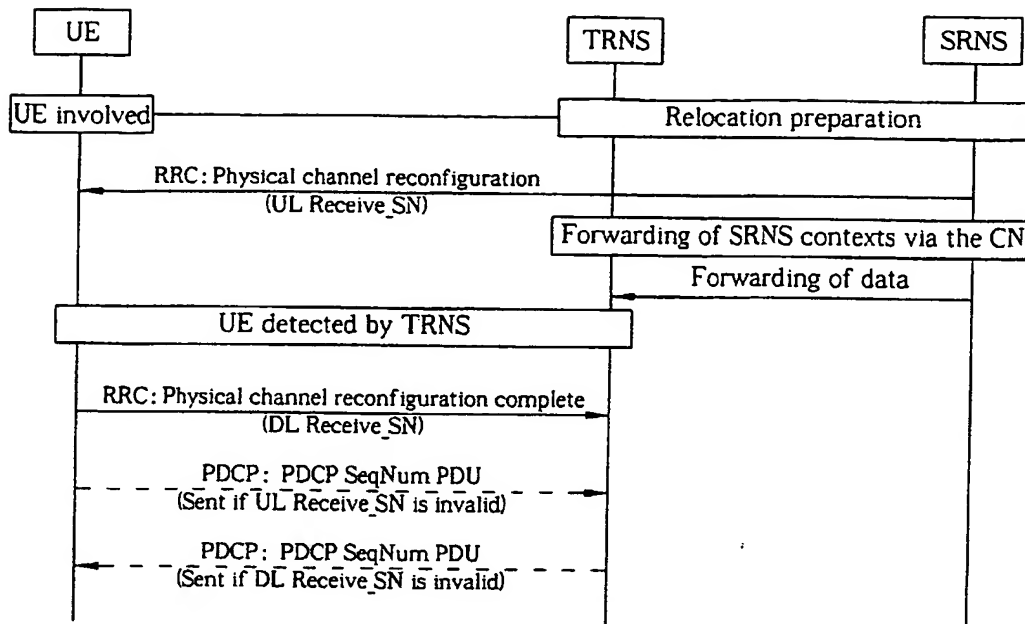 UE
TRNS
SRNS
UE involved
Relocation preparation
RRC: Physical channel reconfiguration
(UL Receive_SN)
Forwarding of SRNS contexts via the CN
Forwarding of data
UE detected by TRNS
RRC: Physical channel reconfiguration complete
(DL Receive_SN)
PDCP: PDCP SeqNum PDU
(Sent if UL Receive_SN is invalid)
PDCP: PDCP SeqNum PDU
(Sent if DL Receive_SN is invalid)